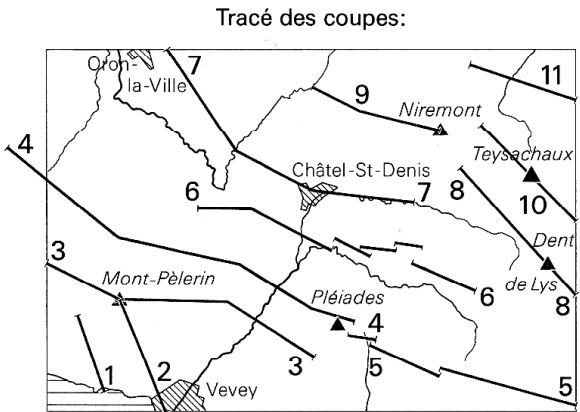 Tracé des coupes:
Oron-
la-Ville
7
11
9
Niremont
4
Teysachaux
Châtel-St-Denis
6
7
8
10
3
Dent
Mont-Pèlerin
de Lys
6
8
Pléiades
4
3
5
1
2
Vevey
5